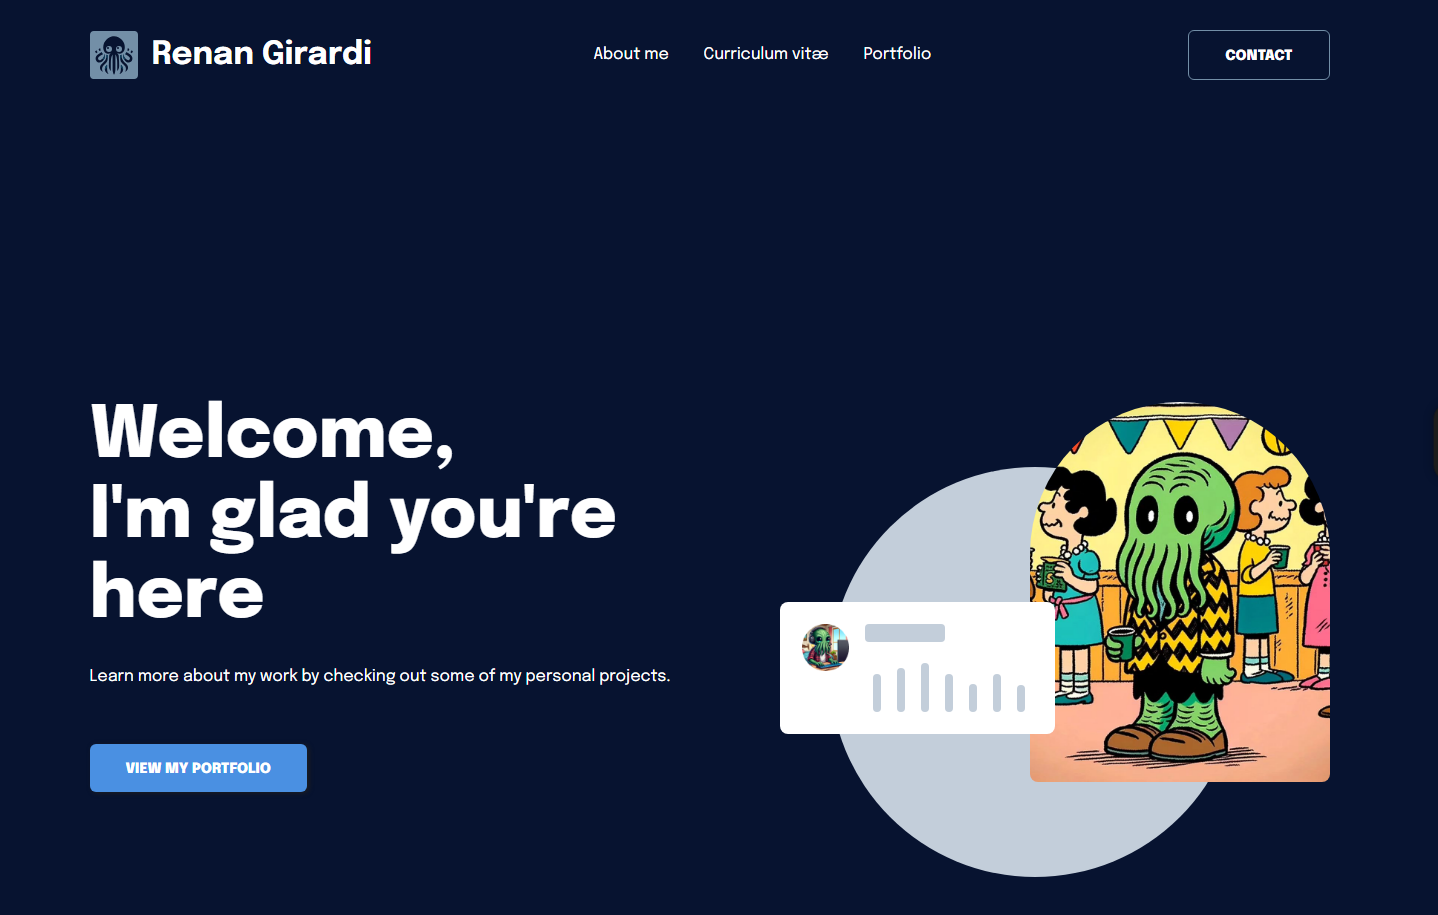 Renan Girardi
About me
Curriculum vitæ
Portfolio
CONTACT
Welcome,
I'm glad you're
here
Learn more about my work by checking out some of my personal projects.
VIEW MY PORTFOLIO